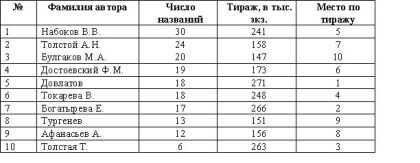 № Фамилия автора Число названий Тираж, в тыс. экз. Место по тиражу
1 Набоков В.В. 30 241 5
2 Толстой А.Н. 24 158 7
3 Булгаков М.А. 20 147 10
4 Достоевский Ф.М. 19 173 6
5 Довлатов 18 271 1
6 Токарева В. 18 248 4
7 Богатырева Е. 17 266 2
8 Тургенев 13 151 9
9 Афанасьев А. 12 156 8
10 Толстая Т. 6 263 3